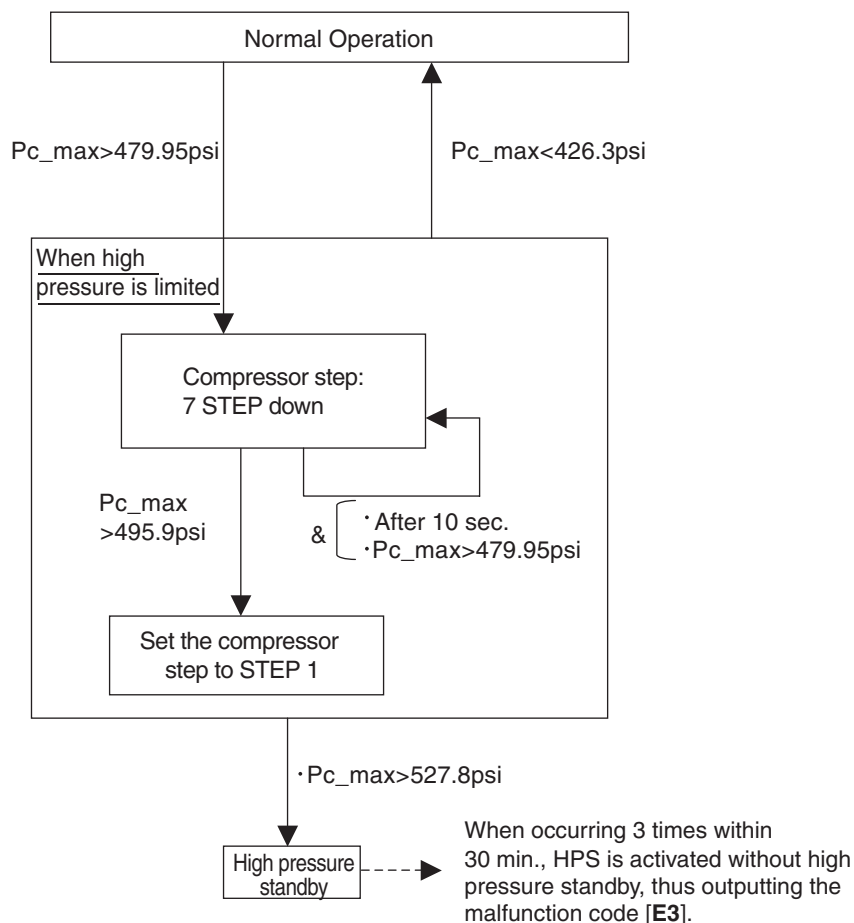 Normal Operation
Pc_max>479.95psi
Pc_max<426.3psi
When high
pressure is limited
Compressor step:
7 STEP down
Pc_max
>495.9psi
&
・After 10 sec.
・Pc_max>479.95psi
Set the compressor
step to STEP 1
・Pc_max>527.8psi
High pressure
standby
When occurring 3 times within
30 min., HPS is activated without high
pressure standby, thus outputting the
malfunction code [E3].